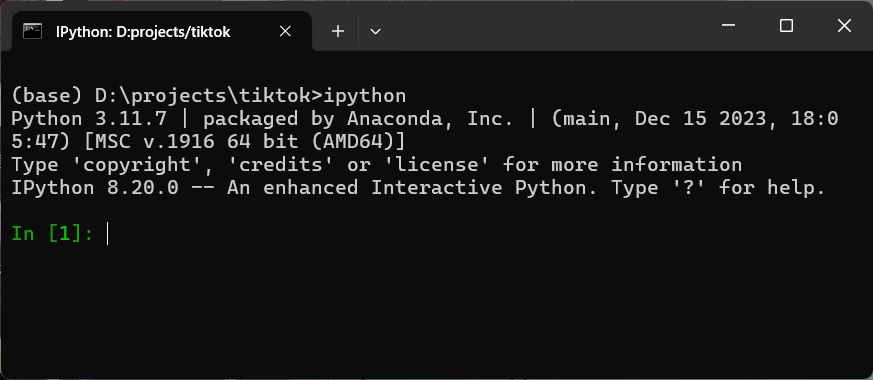 IPython: D:projects/tiktok
(base) D:\projects\tiktok>ipython
Python 3.11.7 | packaged by Anaconda, Inc. | (main, Dec 15 2023, 18:0
5:47) [MSC v.1916 64 bit (AMD64)]
Type 'copyright', 'credits' or 'license' for more information
IPython 8.20.0 -- An enhanced Interactive Python. Type '?' for help.
In [1]: